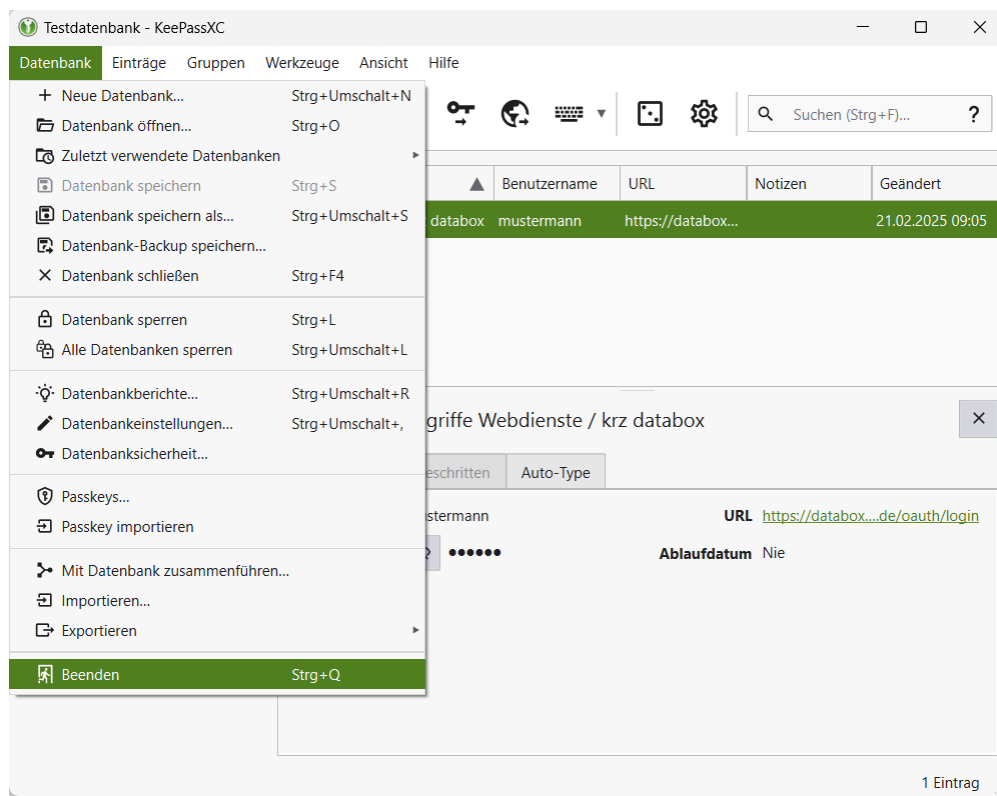 Testdatenbank - KeePassXC
Datenbank Einträge Gruppen Werkzeuge Ansicht Hilfe
Neue Datenbank... Strg+Umschalt+N
Datenbank öffnen... Strg+O
Zuletzt verwendete Datenbanken
Datenbank speichern Strg+S
Datenbank speichern als... Strg+Umschalt+S
Datenbank-Backup speichern...
Datenbank schließen Strg+F4
Datenbank sperren Strg+L
Alle Datenbanken sperren Strg+Umschalt+L
Datenbankberichte... Strg+Umschalt+R
Datenbankeinstellungen... Strg+Umschalt+,
Datenbanksicherheit...
Passkeys...
Passkey importieren
Mit Datenbank zusammenführen...
Importieren...
Exportieren
Beenden Strg+Q
Suchen (Strg+F)... ?
Benutzername URL Notizen Geändert
databox mustermann https://databox... 21.02.2025 09:05
griffe Webdienste / krz databox
eschritten Auto-Type
stermann URL https://databox....de/oauth/login
●●●●●● Ablaufdatum Nie
1 Eintrag